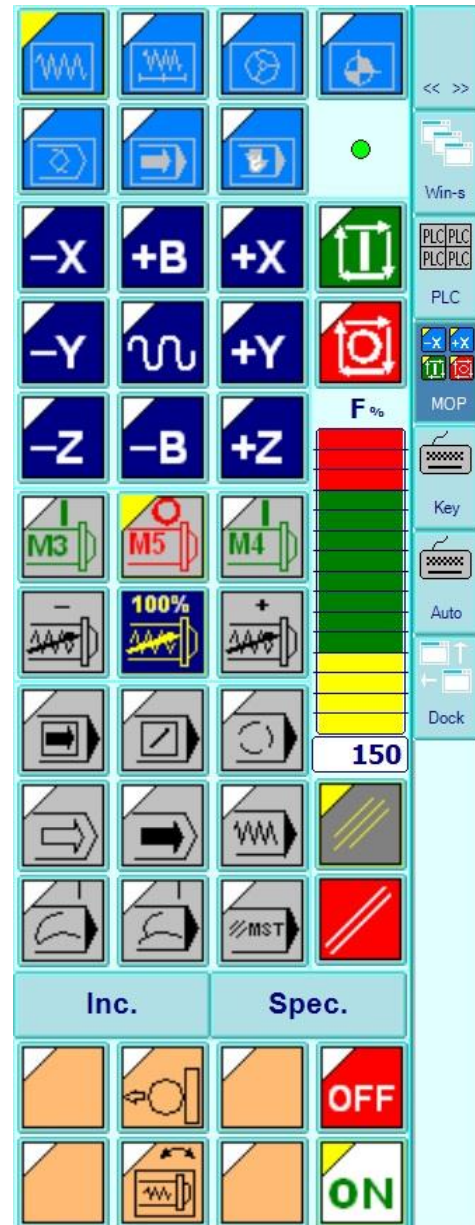 << >>
Win-s
PLC PLC
PLC PLC
PLC
-X +X
MOP
Key
Auto
Dock
-X +B +X
-Y +Y
F %
-Z -B +Z
M3 M5 M4
- 100% +
150
//MST
Inc. Spec.
OFF
ON